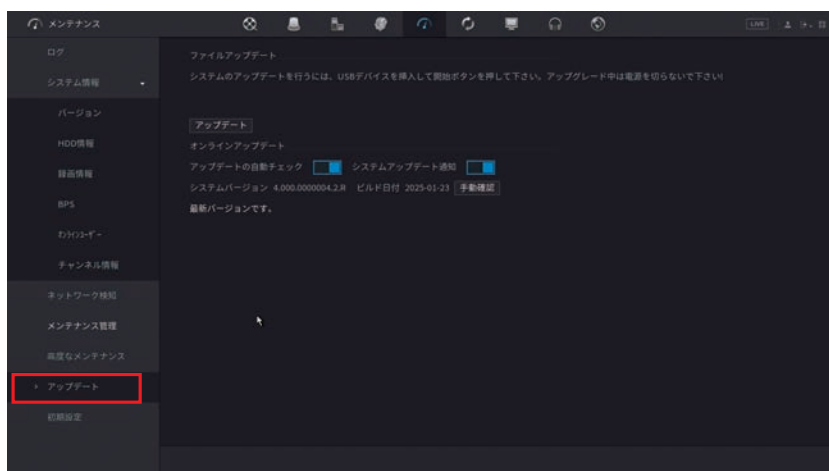 メンテナンス
LIVE
ログ
システム情報
バージョン
HDD情報
録画情報
BPS
オンラインユーザー
チャンネル情報
ネットワーク検知
メンテナンス管理
高度なメンテナンス
アップデート
初期設定
ファイルアップデート
システムのアップデートを行うには、USBデバイスを挿入して開始ボタンを押して下さい。アップグレード中は電源を切らないで下さい!
アップデート
オンラインアップデート
アップデートの自動チェック システムアップデート通知
システムバージョン 4.000.0000004.2.R ビルド日付 2025-01-23 手動確認
最新バージョンです。